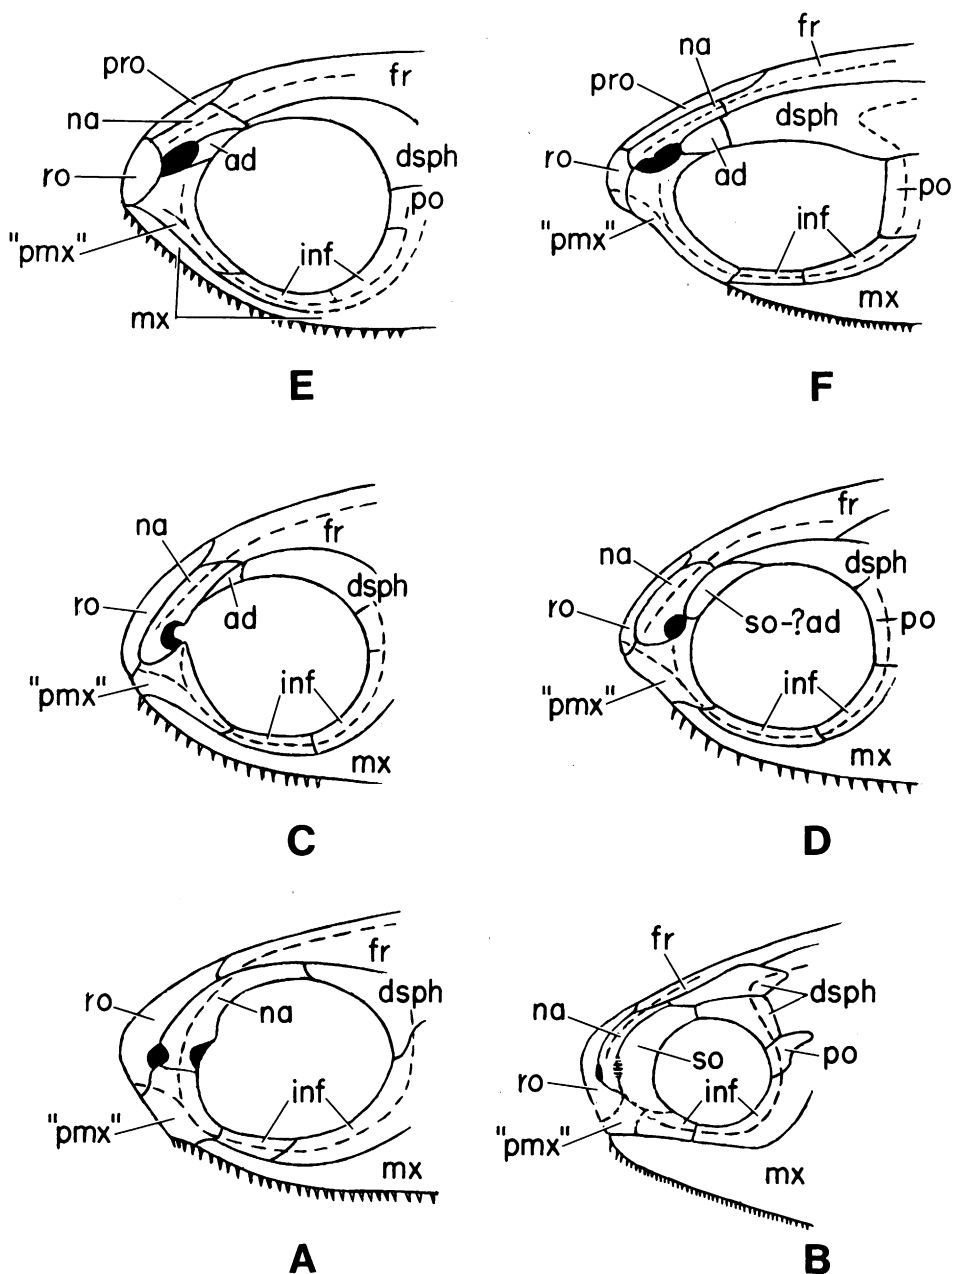 pro
fr
na
ad
ro
dsph
po
"pmx"
inf
mx
E
fr
na
pro
dsph
ro
ad
po
"pmx"
inf
mx
F
na
fr
dsph
ro
ad
"pmx"
inf
mx
C
fr
na
dsph
ro
so-?ad
po
"pmx"
inf
mx
D
fr
ro
dsph
na
inf
"pmx"
mx
A
fr
dsph
na
so
po
ro
inf
"pmx"
mx
B